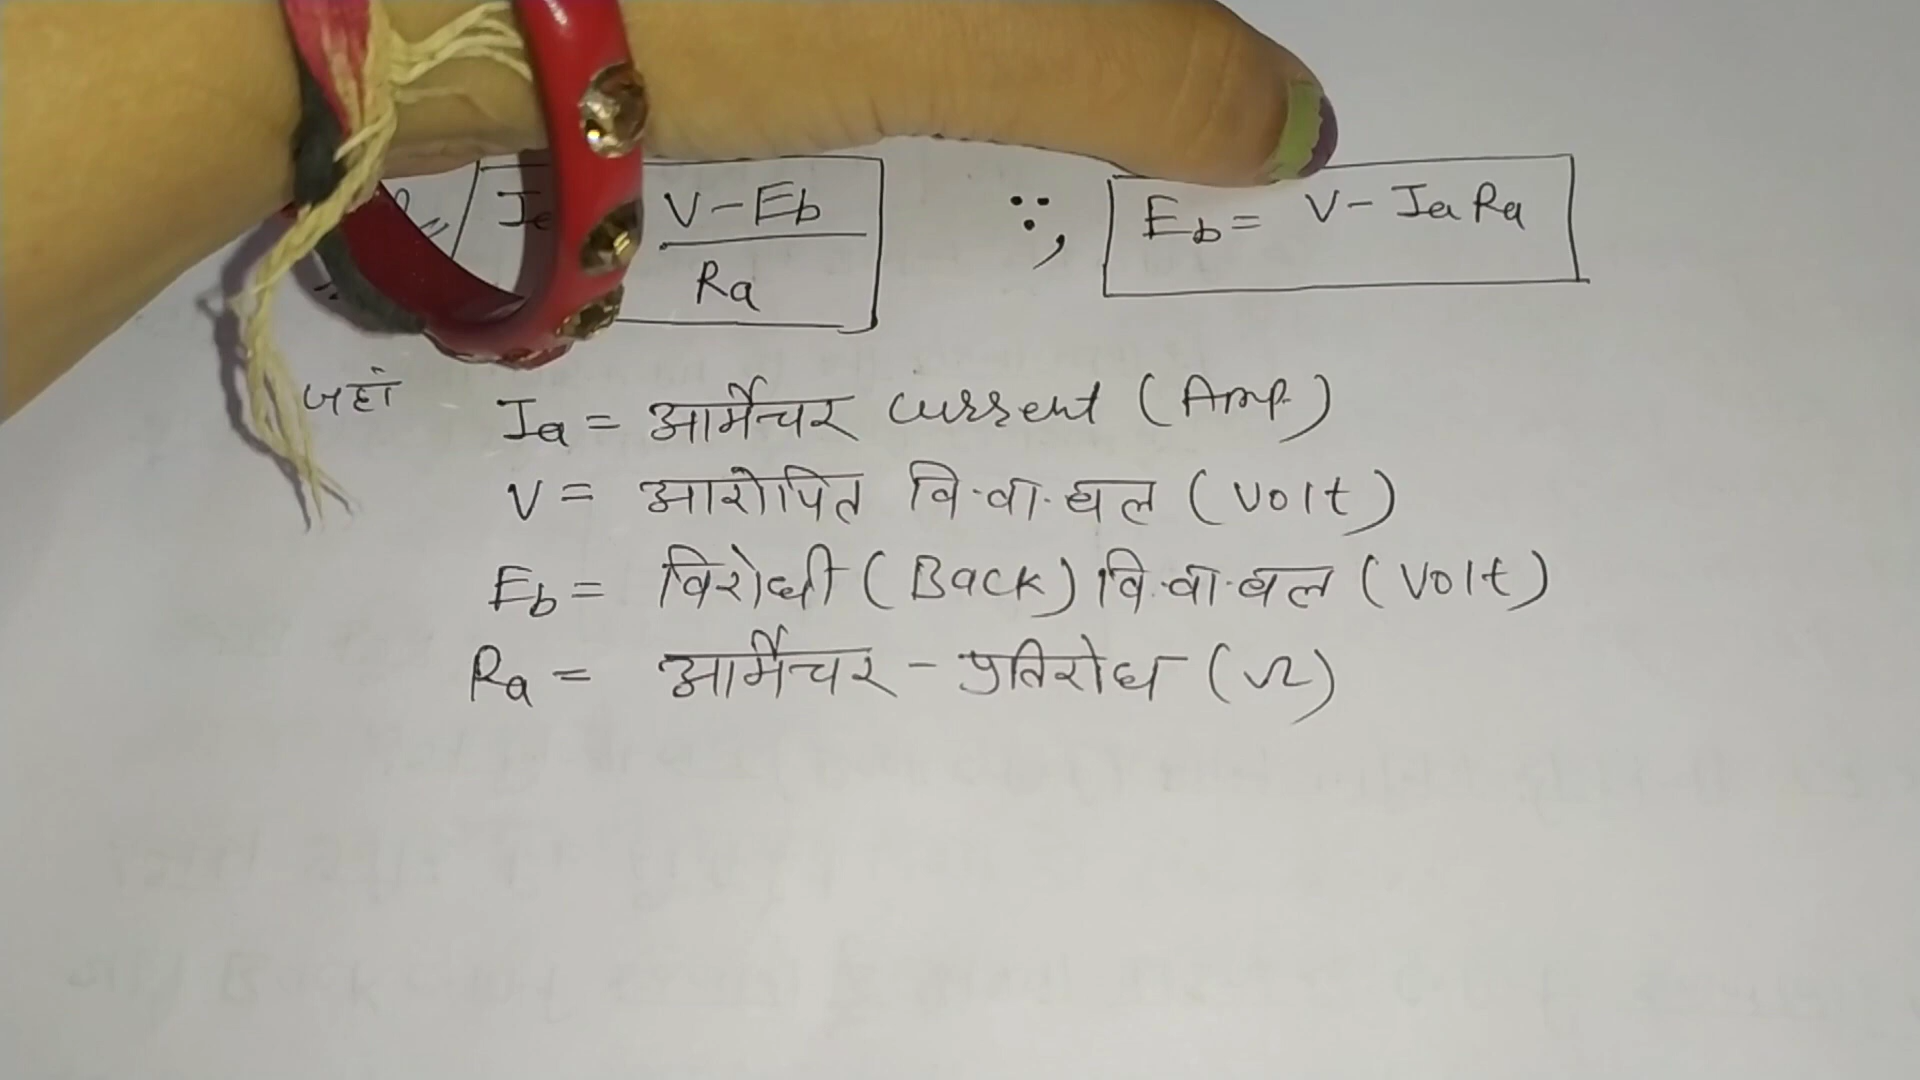 Ia V - Eb / Ra ∵, Eb = V - Ia Ra
जहाँ Ia = आर्मेचर current (Amp.)
V = आरोपित वि.वा.बल (Volt)
Eb = विरोधी (Back) वि.वा.बल (Volt)
Ra = आर्मेचर - प्रतिरोध (Ω)